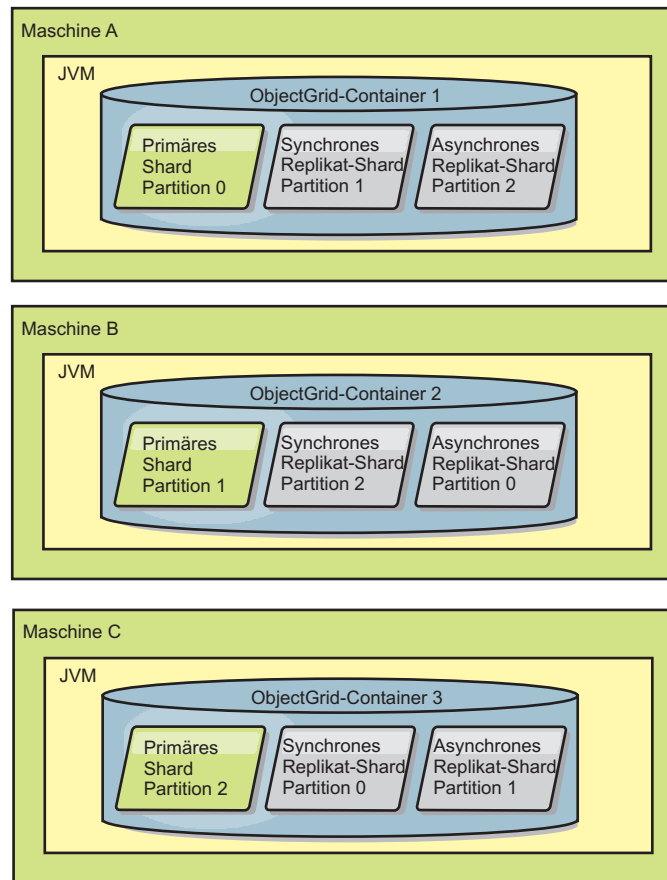 Maschine A
JVM
ObjectGrid-Container 1
Primäres
Shard
Partition 0
Synchrones
Replikat-Shard
Partition 1
Asynchrones
Replikat-Shard
Partition 2
Maschine B
JVM
ObjectGrid-Container 2
Primäres
Shard
Partition 1
Synchrones
Replikat-Shard
Partition 2
Asynchrones
Replikat-Shard
Partition 0
Maschine C
JVM
ObjectGrid-Container 3
Primäres
Shard
Partition 2
Synchrones
Replikat-Shard
Partition 0
Asynchrones
Replikat-Shard
Partition 1